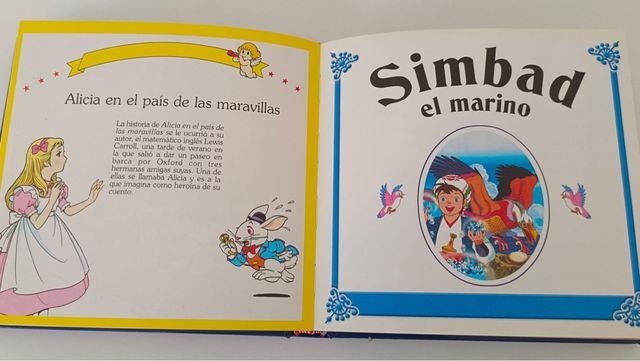 Alicia en el país de las maravillas
La historia de Alicia en el país de
las maravillas se le ocurrió a su
autor, el matemático inglés Lewis
Carroll, una tarde de verano en
la que salió a dar un paseo en
barca por Oxford con tres
hermanas amigas suyas. Una de
ellas se llamaba Alicia y es a la
que imagina como heroína de su
cuento.
Simbad
el marino